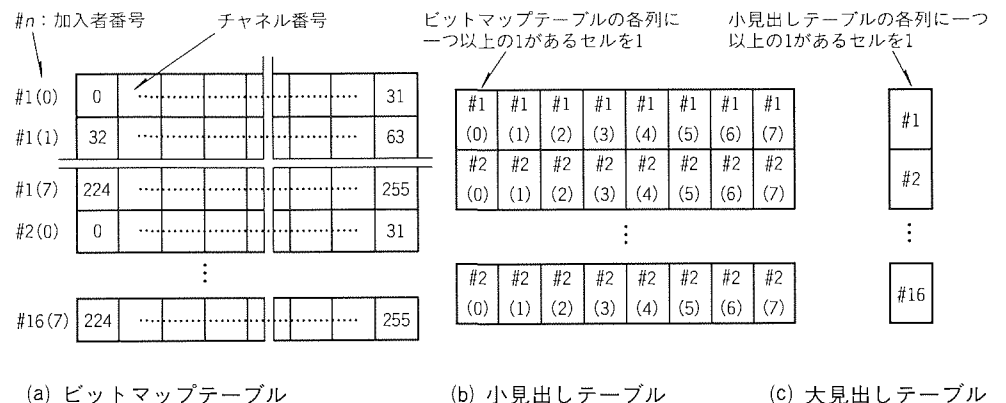 #n：加入者番号
チャネル番号
#1(0) 0 31
#1(1) 32 63
#1(7) 224 255
#2(0) 0 31
#16(7) 224 255
(a) ビットマップテーブル
ビットマップテーブルの各列に
一つ以上の1があるセルを1
#1 #1 #1 #1 #1 #1 #1 #1
(0) (1) (2) (3) (4) (5) (6) (7)
#2 #2 #2 #2 #2 #2 #2 #2
(0) (1) (2) (3) (4) (5) (6) (7)
#2 #2 #2 #2 #2 #2 #2 #2
(0) (1) (2) (3) (4) (5) (6) (7)
(b) 小見出しテーブル
小見出しテーブルの各列に一つ
以上の1があるセルを1
#1
#2
#16
(c) 大見出しテーブル